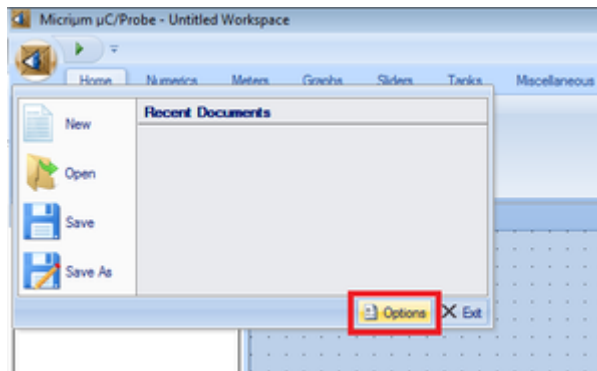 Micriµm µC/Probe - Untitled Workspace
Home Numerics Meters Graphs Sliders Tanks Miscellaneous
Recent Documents
New
Open
Save
Save As
Options Exit